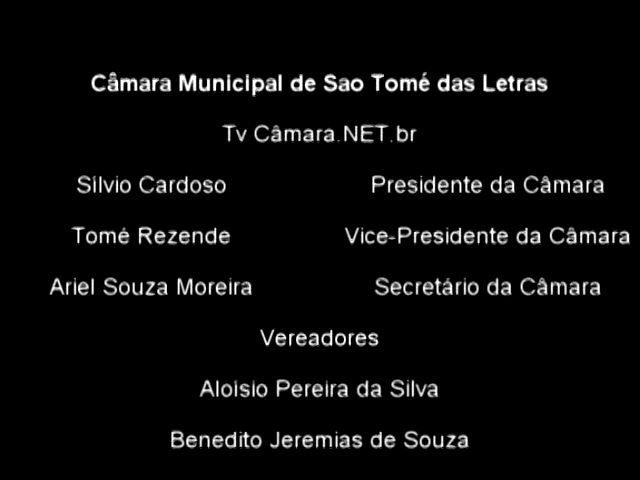 Câmara Municipal de Sao Tomé das Letras
Tv Câmara.NET.br
Sílvio Cardoso Presidente da Câmara
Tomé Rezende Vice-Presidente da Câmara
Ariel Souza Moreira Secretário da Câmara
Vereadores
Aloisio Pereira da Silva
Benedito Jeremias de Souza